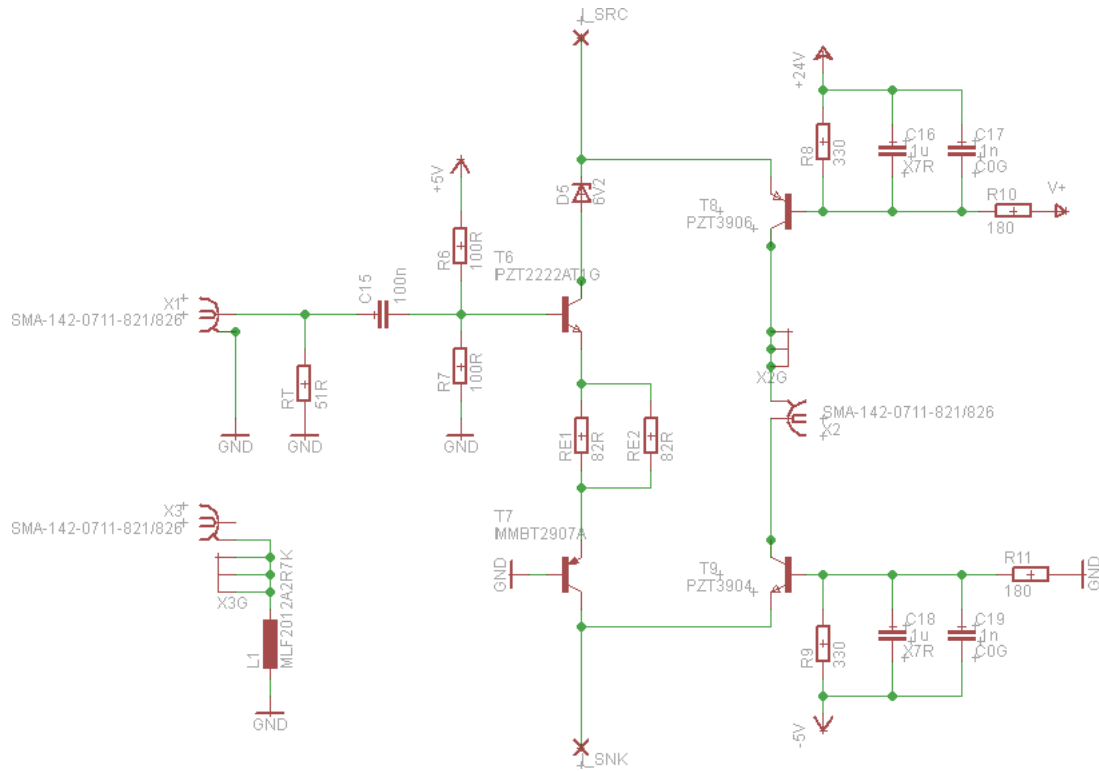 I_SRC
+24V
R8
330
C16
.1u
X7R
C17
.1n
C0G
R10
180
V+
+5V
D5
6V2
T8
PZT3906
R6
100R
T6
PZT2222AT1G
C15
100n
X1
SMA-142-0711-821/826
R7
100R
X2G
RT
51R
GND
GND
GND
RE1
82R
RE2
82R
SMA-142-0711-821/826
X2
X3
SMA-142-0711-821/826
T7
MMBT2907A
GND
T9
PZT3904
R11
180
GND
X3G
L1
MLF2012A2R7K
GND
R9
330
C18
.1u
X7R
C19
.1n
C0G
-5V
I_SNK